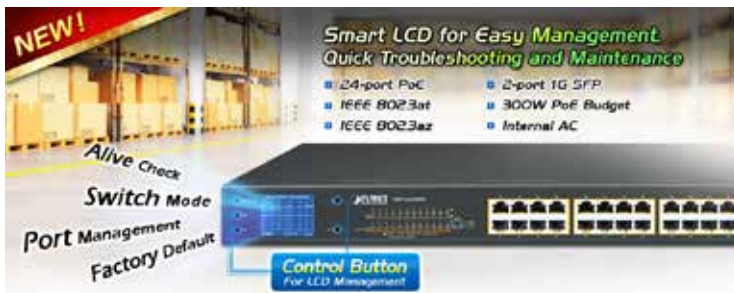 NEW!
Smart LCD for Easy Management.
Quick Troubleshooting and Maintenance
24-port PoE
2-port 1G SFP
IEEE 802.3at
300W PoE Budget
IEEE 802.3az
Internal AC
Alive Check
Switch Mode
Port Management
Factory Default
PLANET
Control Button
For LCD Management